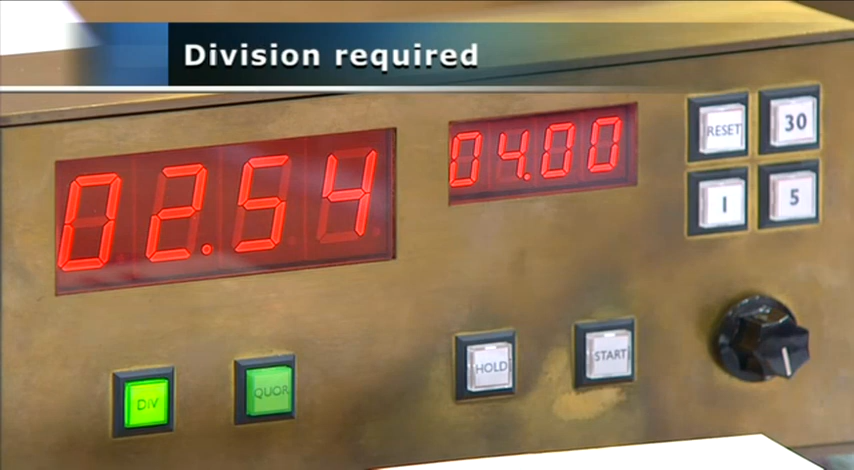 Division required
02.54
04.00
RESET
30
1
5
HOLD
START
DIV
QUOR